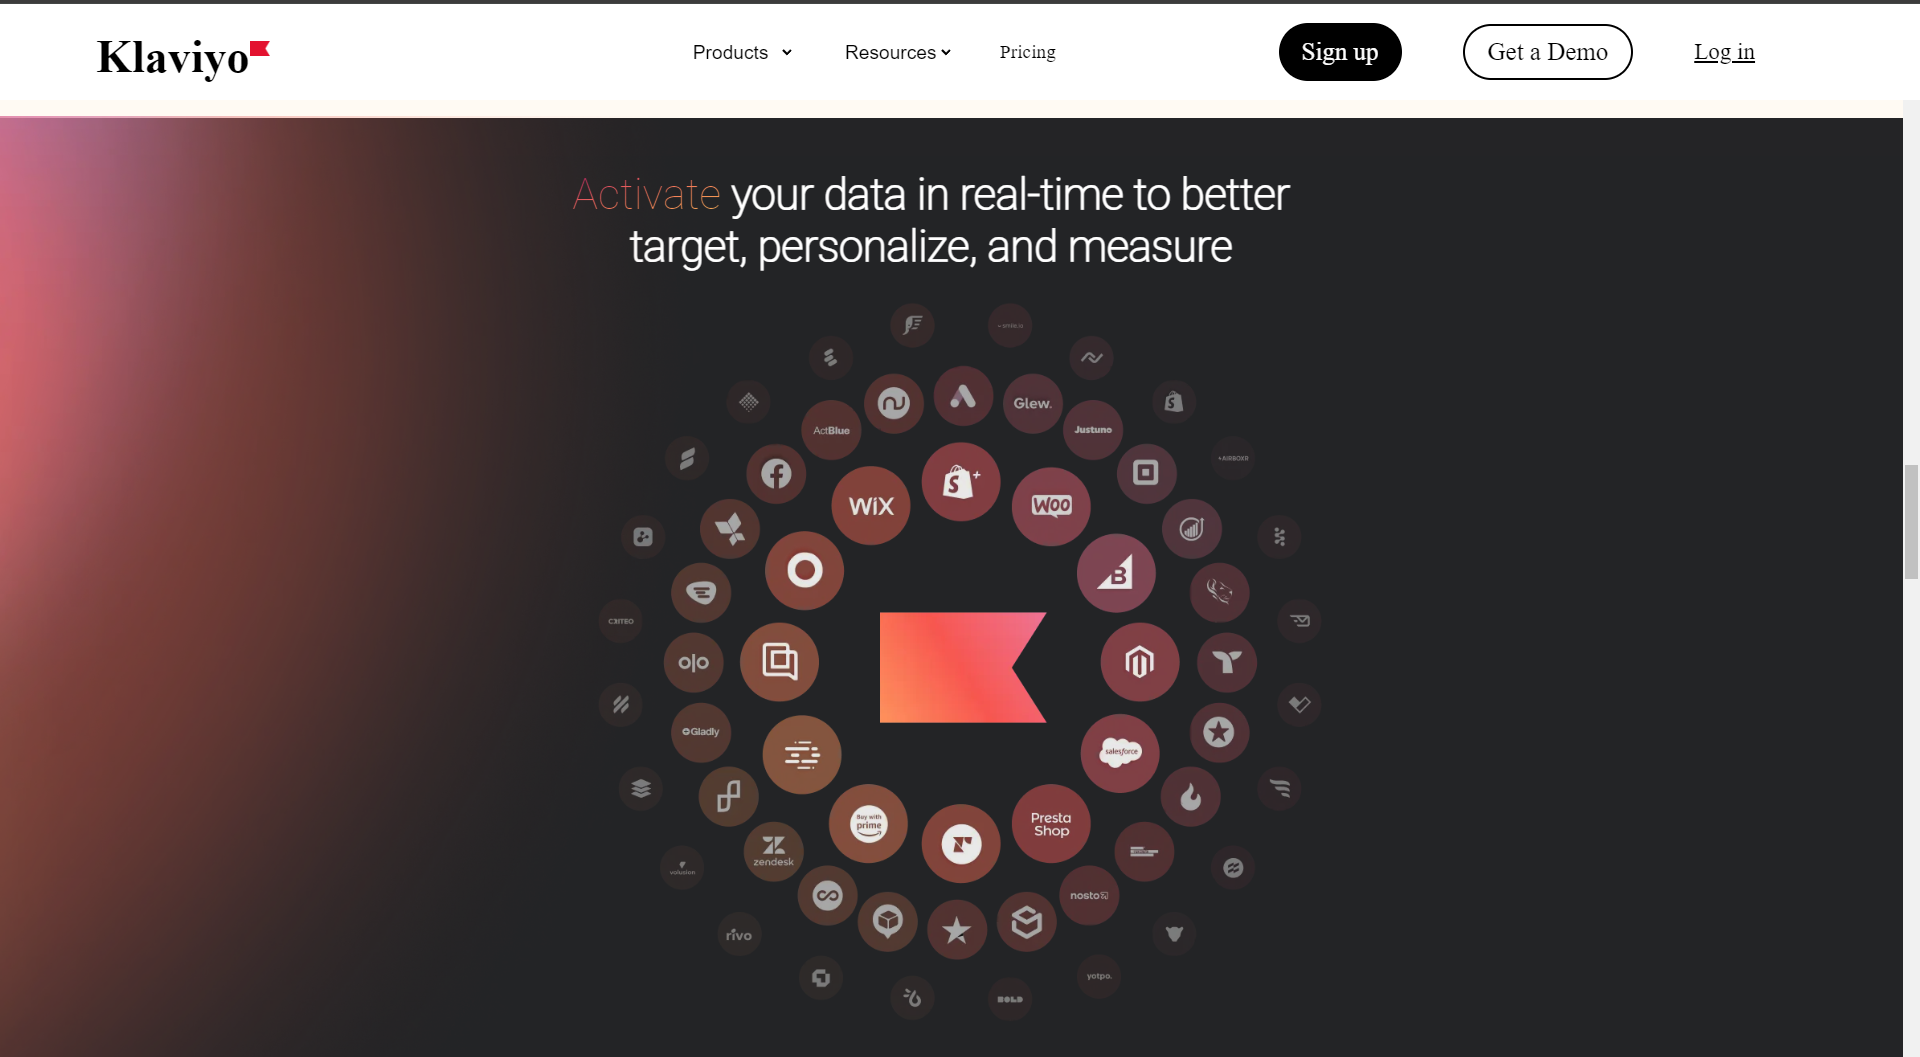 Klaviyo
Products
Resources
Pricing
Sign up
Get a Demo
Log in
Activate your data in real-time to better
target, personalize, and measure
Glew.
ActBlue
Justuno
AIRBOXR
WiX
S
Woo
B
CRITEO
olo
Gladly
salesforce
Buy with
prime
Presta
Shop
zendesk
volusion
nosto
rivo
yotpo.
BOLD